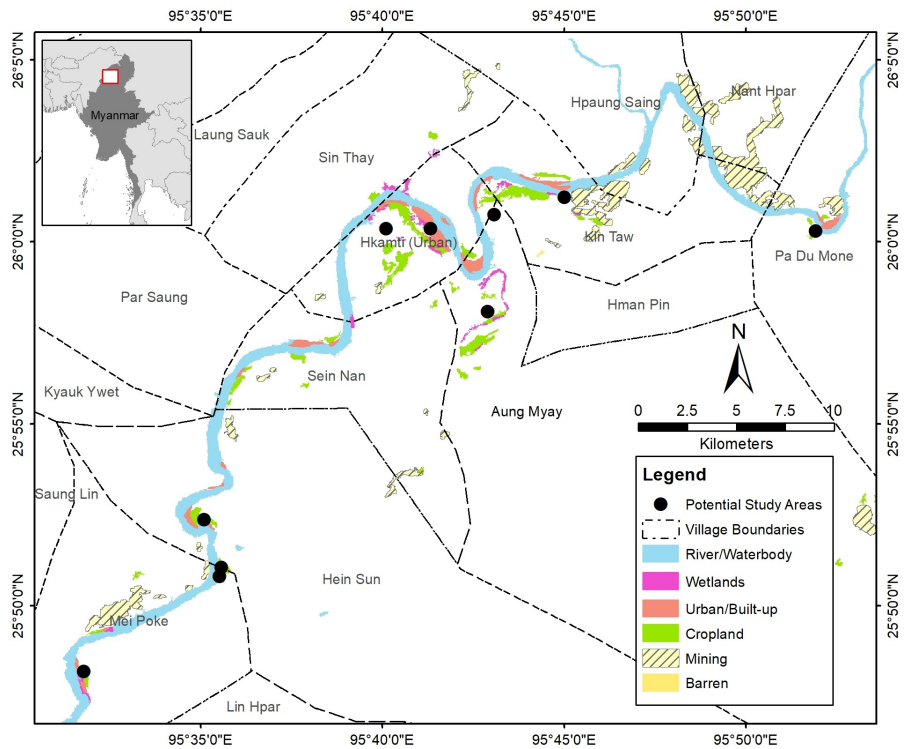 95°35'0"E
95°40'0"E
95°45'0"E
95°50'0"E
26°5'0"N
26°5'0"N
Myanmar
Laung Sauk
Sin Thay
Hpaung Saing
Nant Hpar
26°0'0"N
26°0'0"N
Hkamti (Urban)
Kin Taw
Pa Du Mone
Par Saung
Hman Pin
Sein Nan
Kyauk Ywet
Aung Myay
N
0
2.5
5
7.5
10
Kilometers
25°55'0"N
25°55'0"N
Saung Lin
Hein Sun
Mei Poke
Lin Hpar
25°50'0"N
25°50'0"N
Legend
Potential Study Areas
Village Boundaries
River/Waterbody
Wetlands
Urban/Built-up
Cropland
Mining
Barren
95°35'0"E
95°40'0"E
95°45'0"E
95°50'0"E